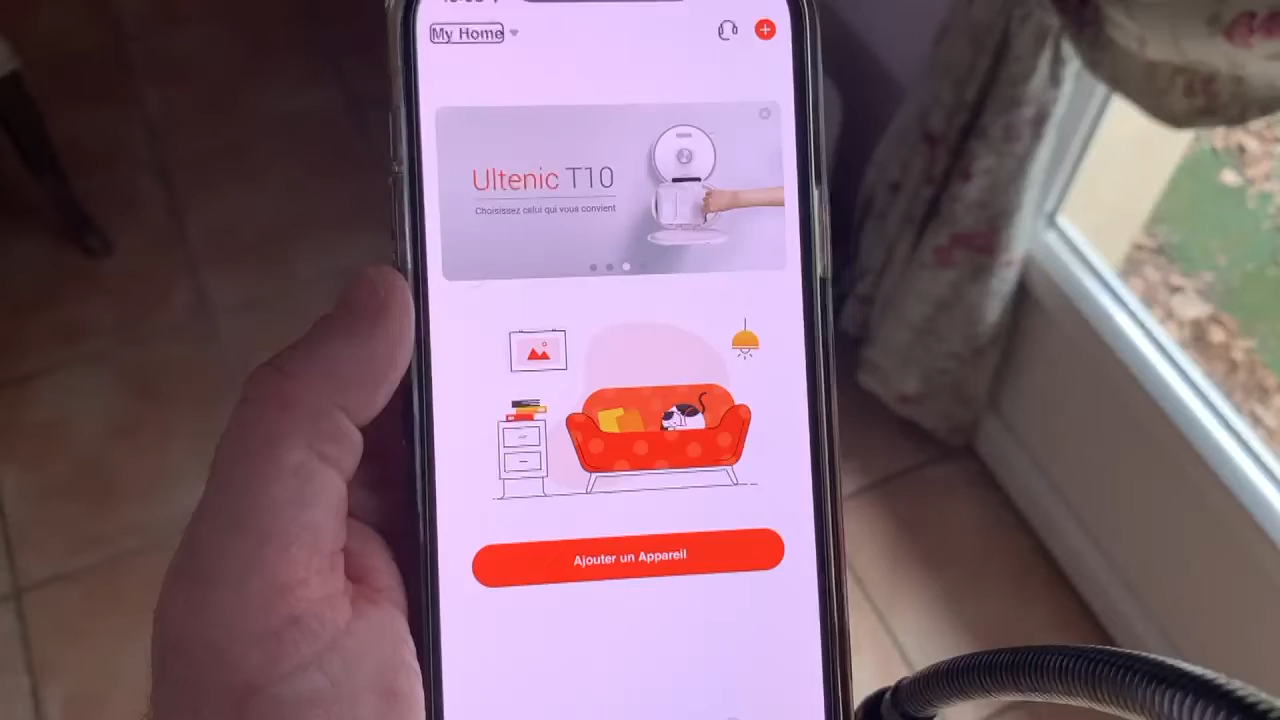 My Home
Ultenic T10
Choisissez celui qui vous convient
Ajouter un Appareil